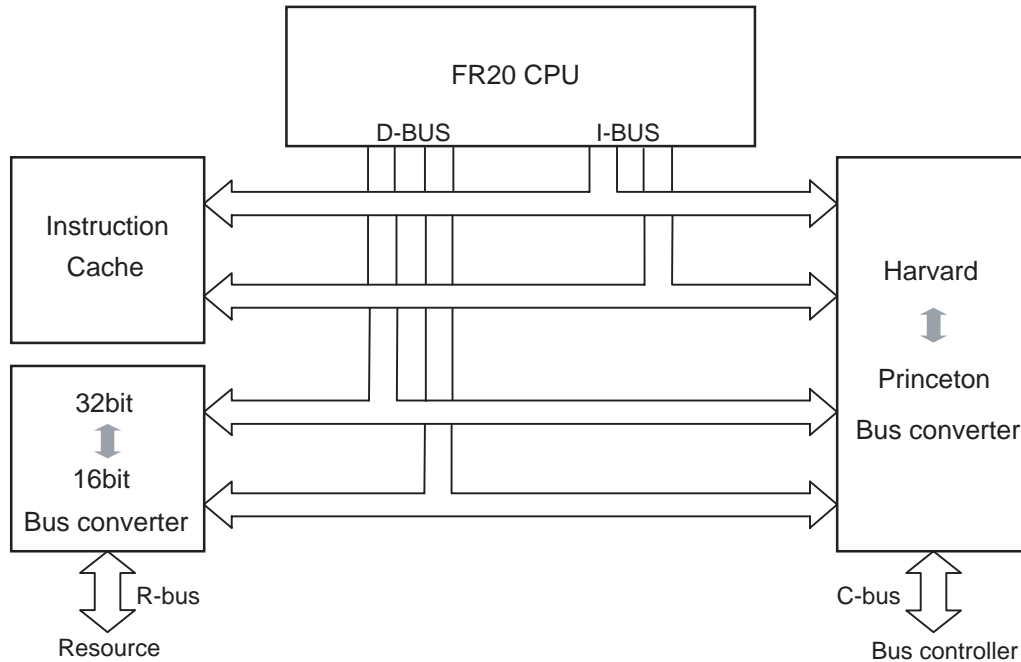 FR20 CPU
D-BUS
I-BUS
Instruction
Cache
Harvard
Princeton
Bus converter
32bit
16bit
Bus converter
R-bus
C-bus
Resource
Bus controller